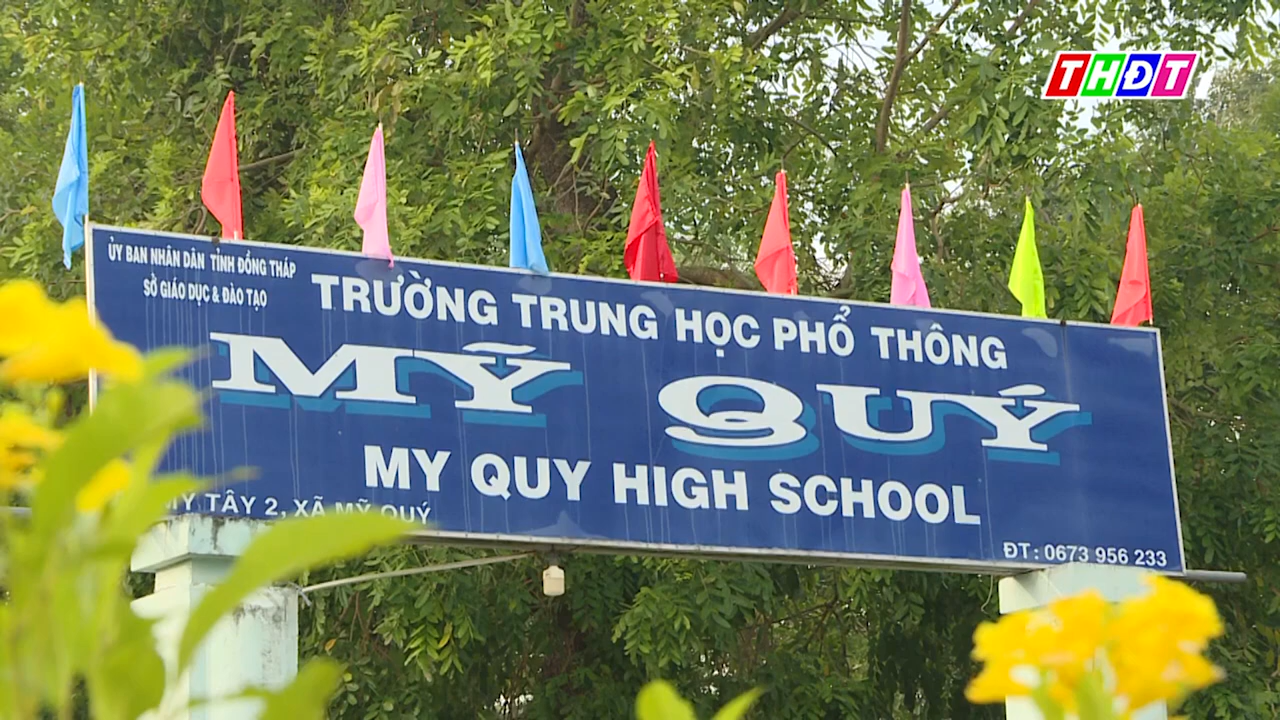 THĐT
ỦY BAN NHÂN DÂN TỈNH ĐỒNG THÁP
SỞ GIÁO DỤC & ĐÀO TẠO
TRƯỜNG TRUNG HỌC PHỔ THÔNG
MỸ QUÝ
MY QUY HIGH SCHOOL
MỸ TÂY 2, XÃ MỸ QUÝ
ĐT : 0673 956 233